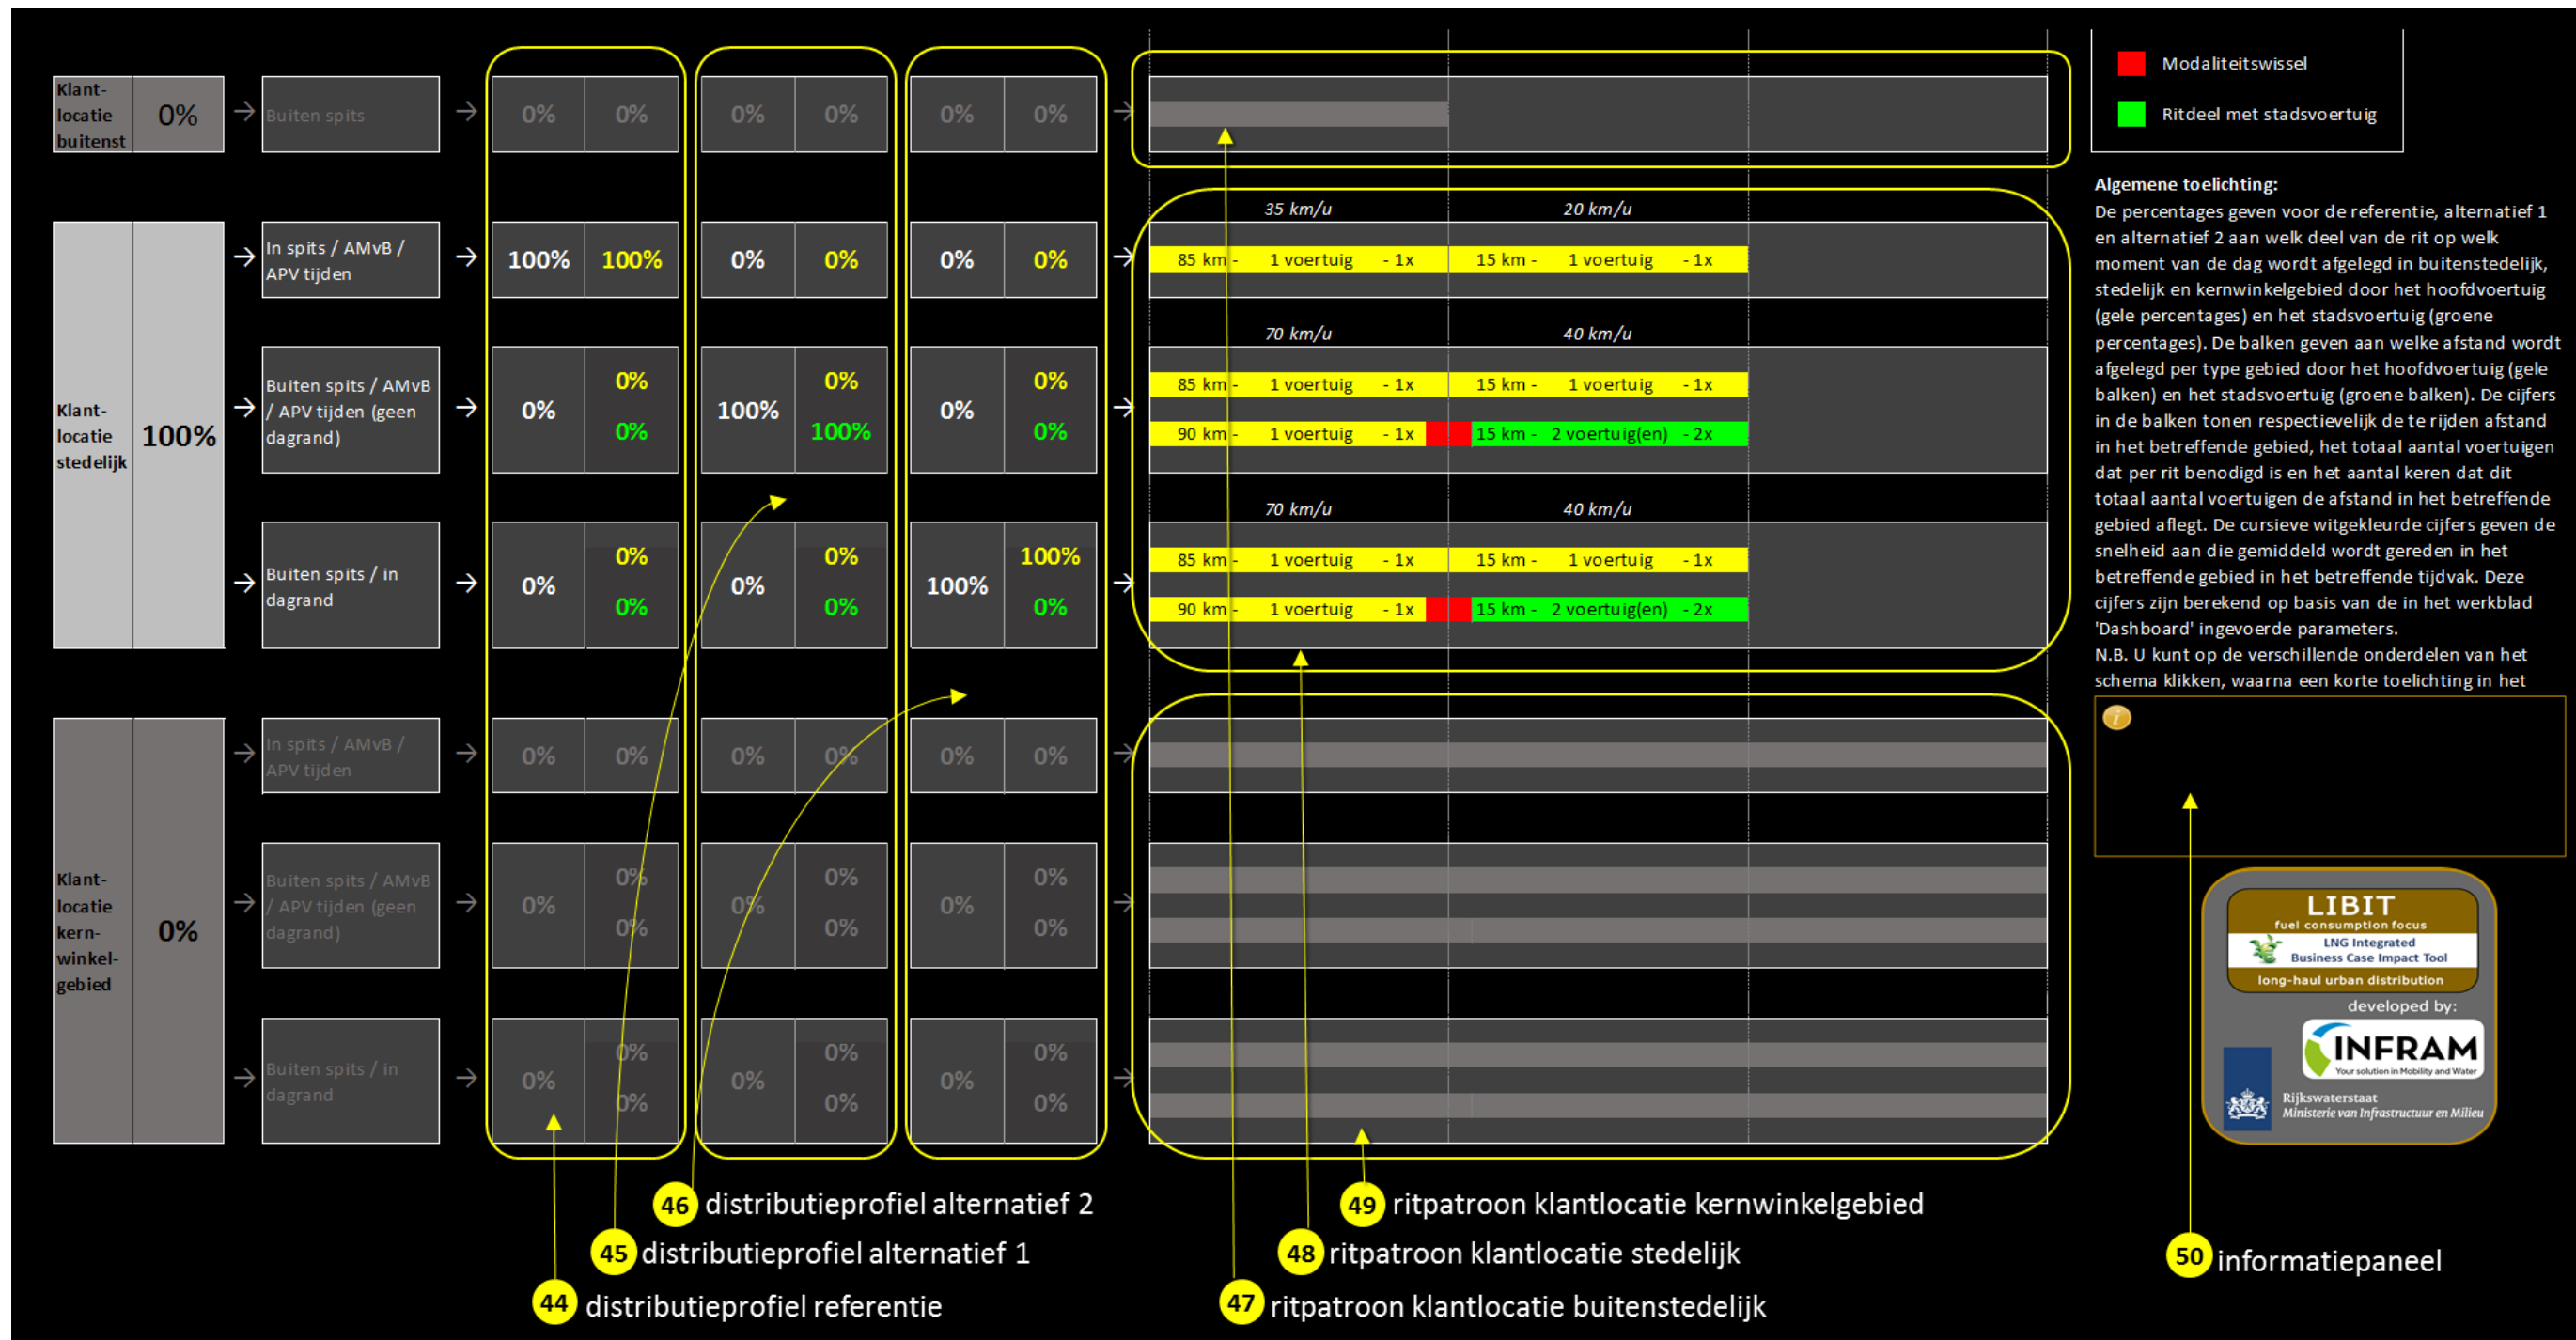 Klant-
locatie
buitenst
0%
Buiten spits
0% 0% 0% 0% 0% 0%
Klant-
locatie
stedelijk
100%
35 km/u 20 km/u
In spits / AMvB /
APV tijden
100% 100% 0% 0% 0% 0%
85 km - 1 voertuig - 1x 15 km - 1 voertuig - 1x
70 km/u 40 km/u
Buiten spits / AMvB
/ APV tijden (geen
dagrand)
0% 0% 0%
100% 0% 100%
0% 0% 0%
85 km - 1 voertuig - 1x 15 km - 1 voertuig - 1x
90 km - 1 voertuig - 1x 15 km - 2 voertuig(en) - 2x
70 km/u 40 km/u
Buiten spits / in
dagrand
0% 0% 0%
0% 0% 0%
100% 100% 0%
85 km - 1 voertuig - 1x 15 km - 1 voertuig - 1x
90 km - 1 voertuig - 1x 15 km - 2 voertuig(en) - 2x
Klant-
locatie
kern-
winkel-
gebied
0%
In spits / AMvB /
APV tijden
0% 0% 0% 0% 0% 0%
Buiten spits / AMvB
/ APV tijden (geen
dagrand)
0% 0% 0%
0% 0% 0%
0% 0% 0%
Buiten spits / in
dagrand
0% 0% 0%
0% 0% 0%
0% 0% 0%
46 distributieprofiel alternatief 2
45 distributieprofiel alternatief 1
44 distributieprofiel referentie
49 ritpatroon klantlocatie kernwinkelgebied
48 ritpatroon klantlocatie stedelijk
47 ritpatroon klantlocatie buitenstedelijk
50 informatiepaneel
Modaliteitswissel
Ritdeel met stadsvoertuig
Algemene toelichting:
De percentages geven voor de referentie, alternatief 1
en alternatief 2 aan welk deel van de rit op welk
moment van de dag wordt afgelegd in buitenstedelijk,
stedelijk en kernwinkelgebied door het hoofdvoertuig
(gele percentages) en het stadsvoertuig (groene
percentages). De balken geven aan welke afstand wordt
afgelegd per type gebied door het hoofdvoertuig (gele
balken) en het stadsvoertuig (groene balken). De cijfers
in de balken tonen respectievelijk de te rijden afstand
in het betreffende gebied, het totaal aantal voertuigen
dat per rit benodigd is en het aantal keren dat dit
totaal aantal voertuigen de afstand in het betreffende
gebied aflegt. De cursieve witgekleurde cijfers geven de
snelheid aan die gemiddeld wordt gereden in het
betreffende gebied in het betreffende tijdvak. Deze
cijfers zijn berekend op basis van de in het werkblad
'Dashboard' ingevoerde parameters.
N.B. U kunt op de verschillende onderdelen van het
schema klikken, waarna een korte toelichting in het
i
LIBIT
fuel consumption focus
LNG Integrated
Business Case Impact Tool
long-haul urban distribution
developed by:
INFRAM
Your solution in Mobility and Water
Rijkswaterstaat
Ministerie van Infrastructuur en Milieu